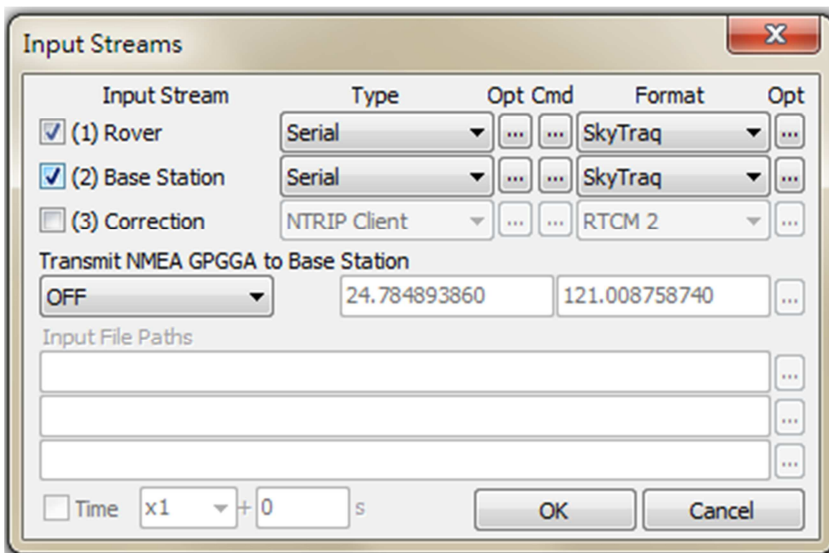 Input Streams
Input Stream Type Opt Cmd Format Opt
(1) Rover Serial ... ... SkyTraq ...
(2) Base Station Serial ... ... SkyTraq ...
(3) Correction NTRIP Client ... ... RTCM 2 ...
Transmit NMEA GPGGA to Base Station
OFF 24.784893860 121.008758740 ...
Input File Paths
...
...
...
Time x1 + 0 s OK Cancel